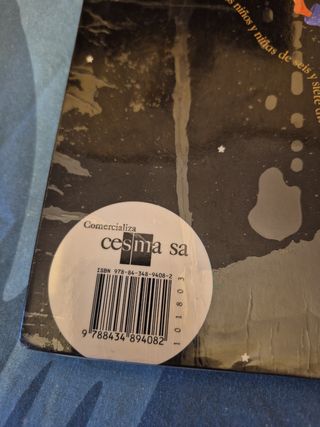 niños y niñas de seis y siete
Comercializa
cesma sa
ISBN 978-84-348-9408-2
9 788434 894082
101803